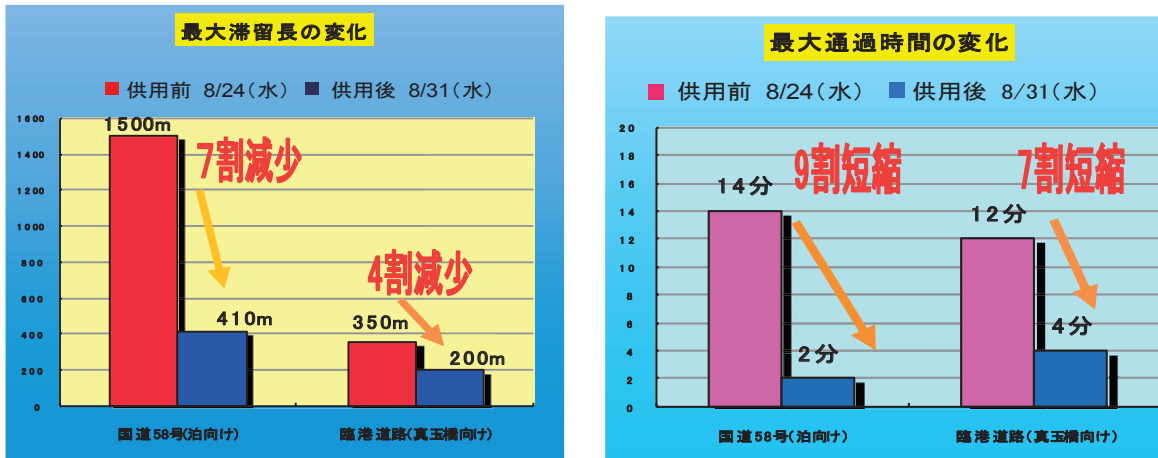 最大滞留長の変化
供用前 8/24(水) 供用後 8/31(水)
1600
1400
1200
1000
800
600
400
200
0
1500m
7割減少
410m
4割減少
350m
200m
国道58号(泊向け) 臨港道路(真玉橋向け)
最大通過時間の変化
供用前 8/24(水) 供用後 8/31(水)
20
18
16
14
12
10
8
6
4
2
0
14分
9割短縮
2分
7割短縮
12分
4分
国道58号(泊向け) 臨港道路(真玉橋向け)